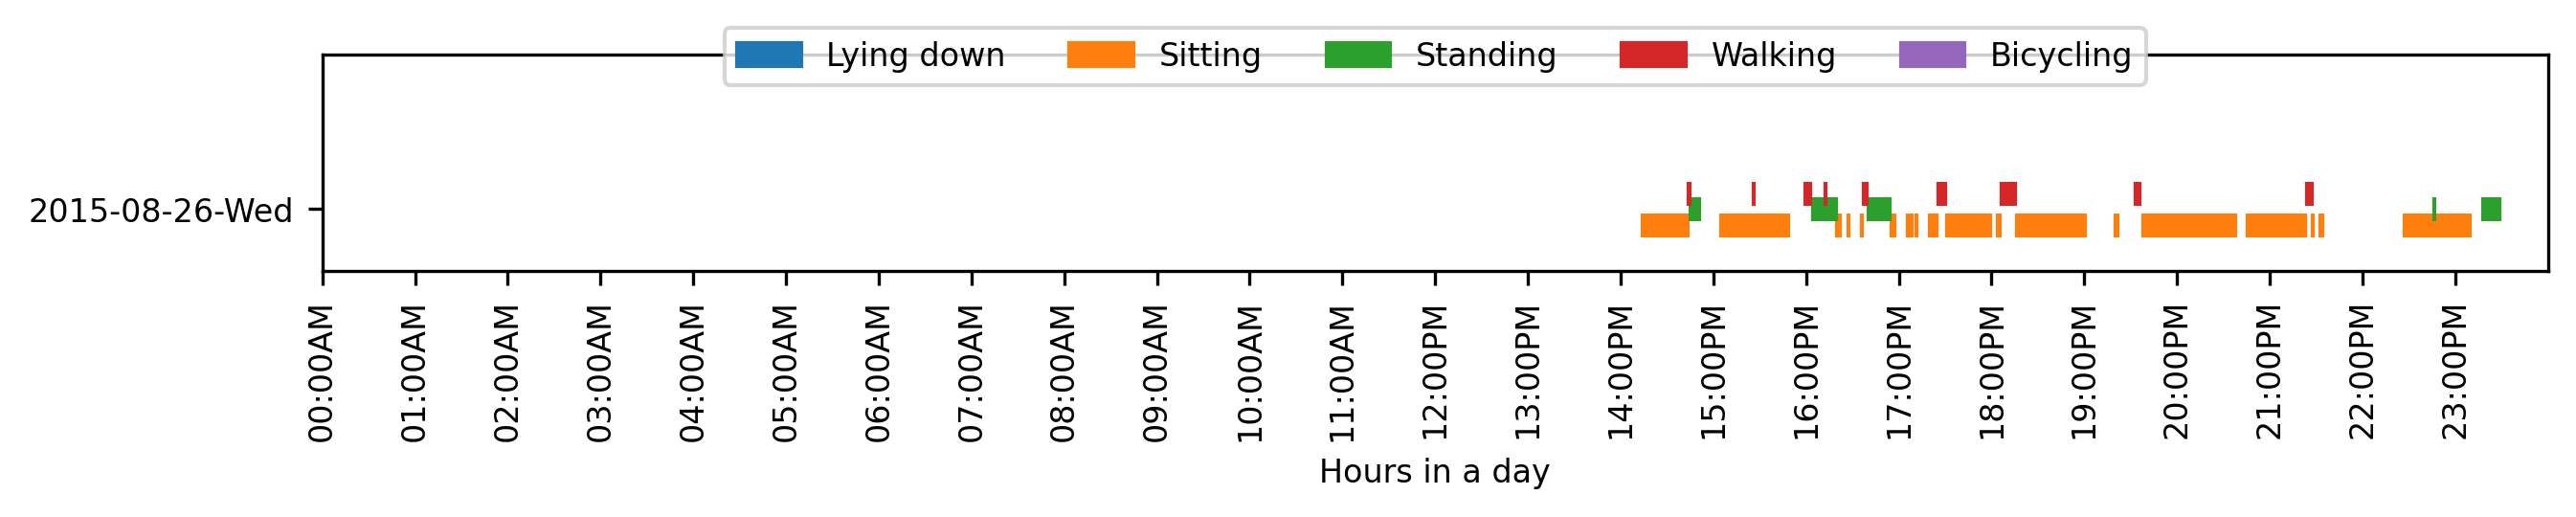 Lying down Sitting Standing Walking Bicycling
2015-08-26-Wed
00:00AM 01:00AM 02:00AM 03:00AM 04:00AM 05:00AM 06:00AM 07:00AM 08:00AM 09:00AM 10:00AM 11:00AM 12:00PM 13:00PM 14:00PM 15:00PM 16:00PM 17:00PM 18:00PM 19:00PM 20:00PM 21:00PM 22:00PM 23:00PM
Hours in a day